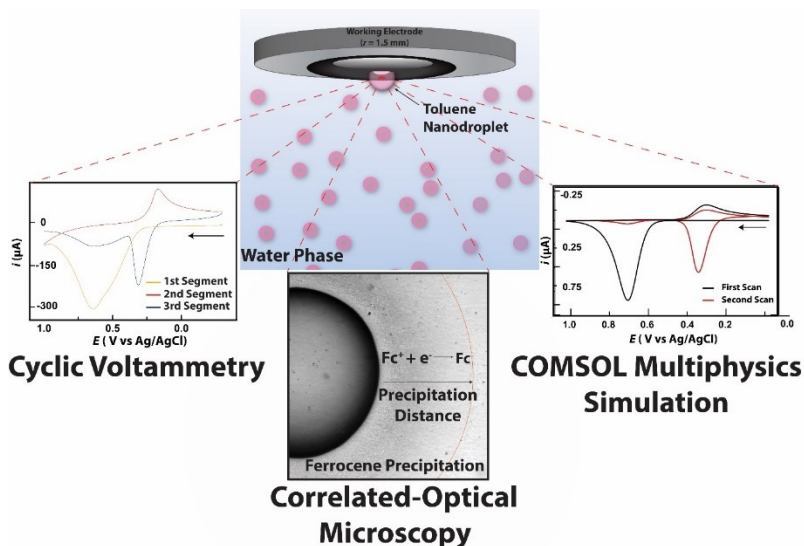 Working Electrode
(r = 1.5 mm)
Toluene
Nanodroplet
Water Phase
i (µA)
0
-150
-300
1.0
0.5
0.0
1st Segment
2nd Segment
3rd Segment
E ( V vs Ag/AgCl)
Cyclic Voltammetry
Fc⁺ + e⁻ Fc
Precipitation
Distance
Ferrocene Precipitation
Correlated-Optical
Microscopy
i (µA)
-0.25
0.25
0.75
1.0
0.8
0.6
0.4
0.2
0.0
First Scan
Second Scan
E ( V vs Ag/AgCl)
COMSOL Multiphysics
Simulation